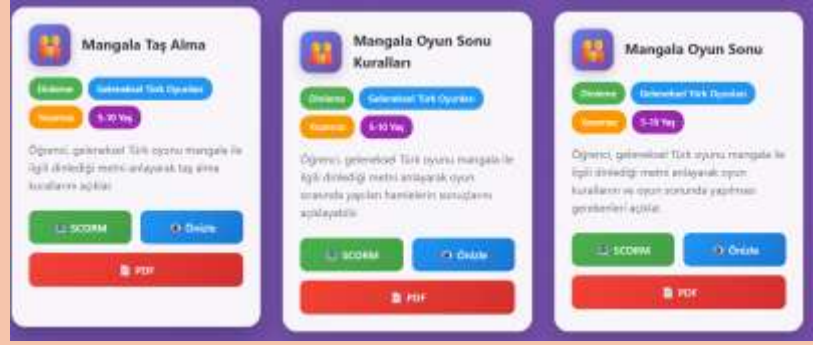 Mangala Taş Alma
Dinleme
Geleneksel Türk Oyunları
5-10 Yaş
Öğrenci, geleneksel Türk oyunu mangala ile
ilgili dinlediği metni anlayarak taş alma
kurallarını açıklar.
SCORM
Önizle
PDF
Mangala Oyun Sonu
Kuralları
Dinleme
Geleneksel Türk Oyunları
5-10 Yaş
Öğrenci, geleneksel Türk oyunu mangala ile
ilgili dinlediği metni anlayarak oyun
sırasında yapılan hamlelerin sonuçlarını
açıklayabilir.
SCORM
Önizle
PDF
Mangala Oyun Sonu
Dinleme
Geleneksel Türk Oyunları
5-10 Yaş
Öğrenci, geleneksel Türk oyunu mangala ile
ilgili dinlediği metni anlayarak oyun
kurallarını ve oyun sonunda yapılması
gerekenleri açıklar.
SCORM
Önizle
PDF